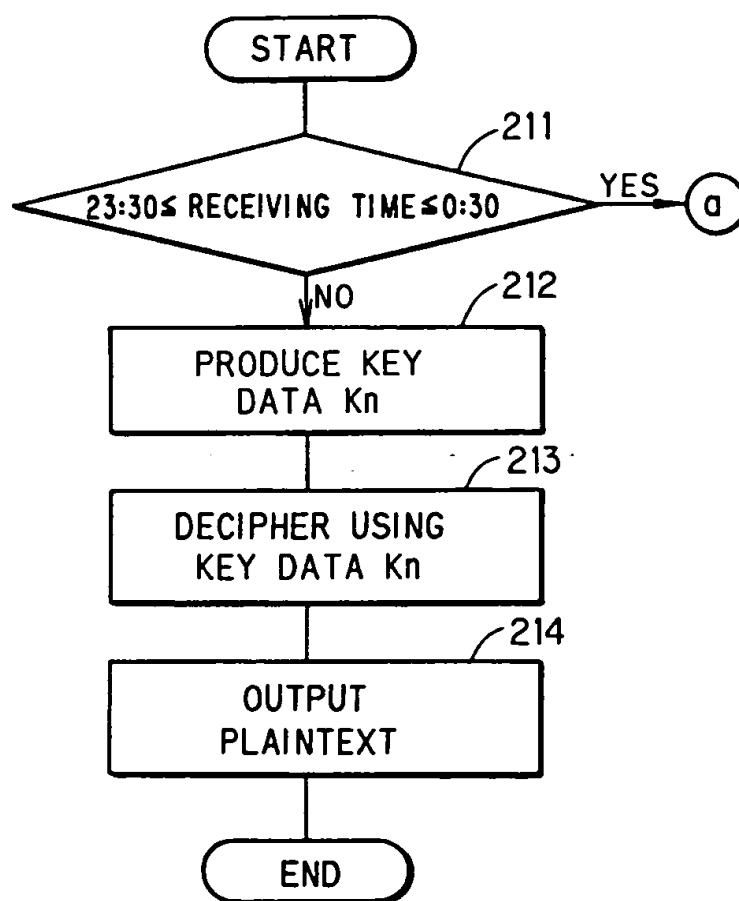 START
211
23:30≤ RECEIVING TIME≤0:30
YES
a
NO
212
PRODUCE KEY
DATA Kn
213
DECIPHER USING
KEY DATA Kn
214
OUTPUT
PLAINTEXT
END